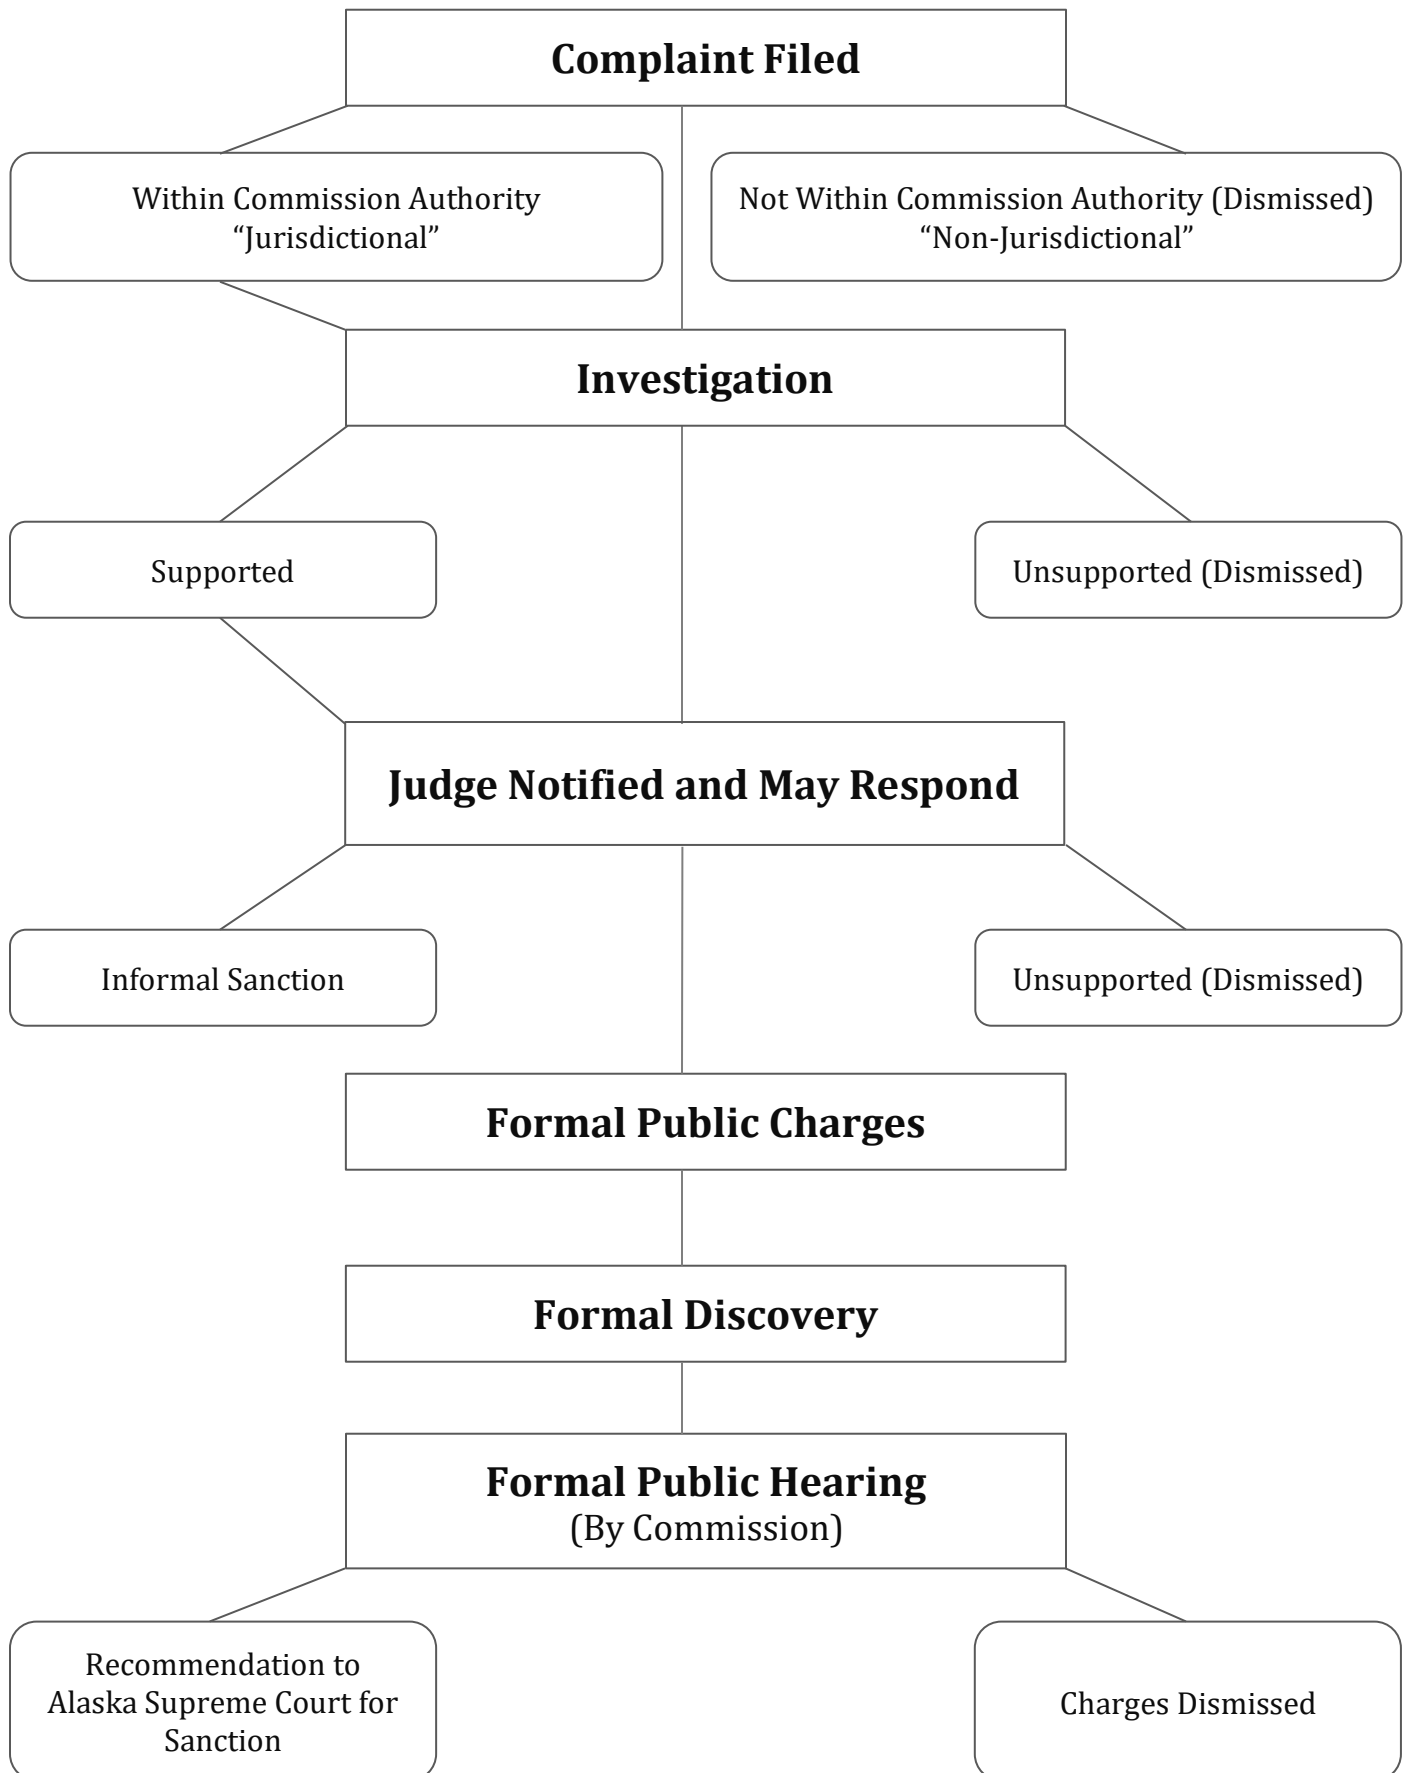 Complaint Filed
Within Commission Authority
“Jurisdictional”
Not Within Commission Authority (Dismissed)
“Non-Jurisdictional”
Investigation
Supported
Unsupported (Dismissed)
Judge Notified and May Respond
Informal Sanction
Unsupported (Dismissed)
Formal Public Charges
Formal Discovery
Formal Public Hearing
(By Commission)
Recommendation to
Alaska Supreme Court for
Sanction
Charges Dismissed